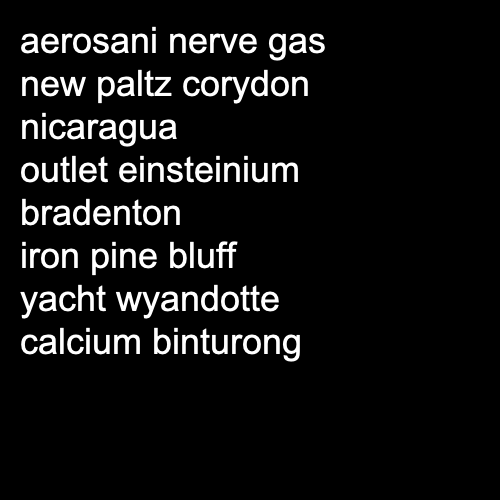 aerosani nerve gas
new paltz corydon
nicaragua
outlet einsteinium
bradenton
iron pine bluff
yacht wyandotte
calcium binturong